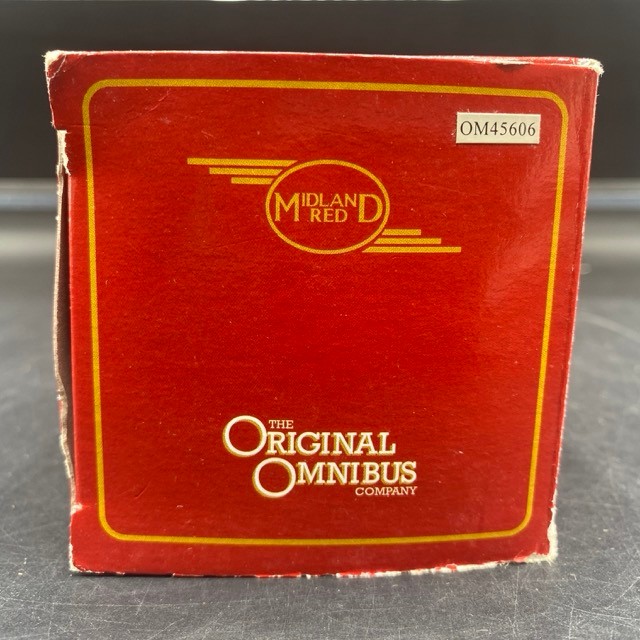 OM45606
MIDLAND
RED
THE
ORIGINAL
OMNIBUS
COMPANY